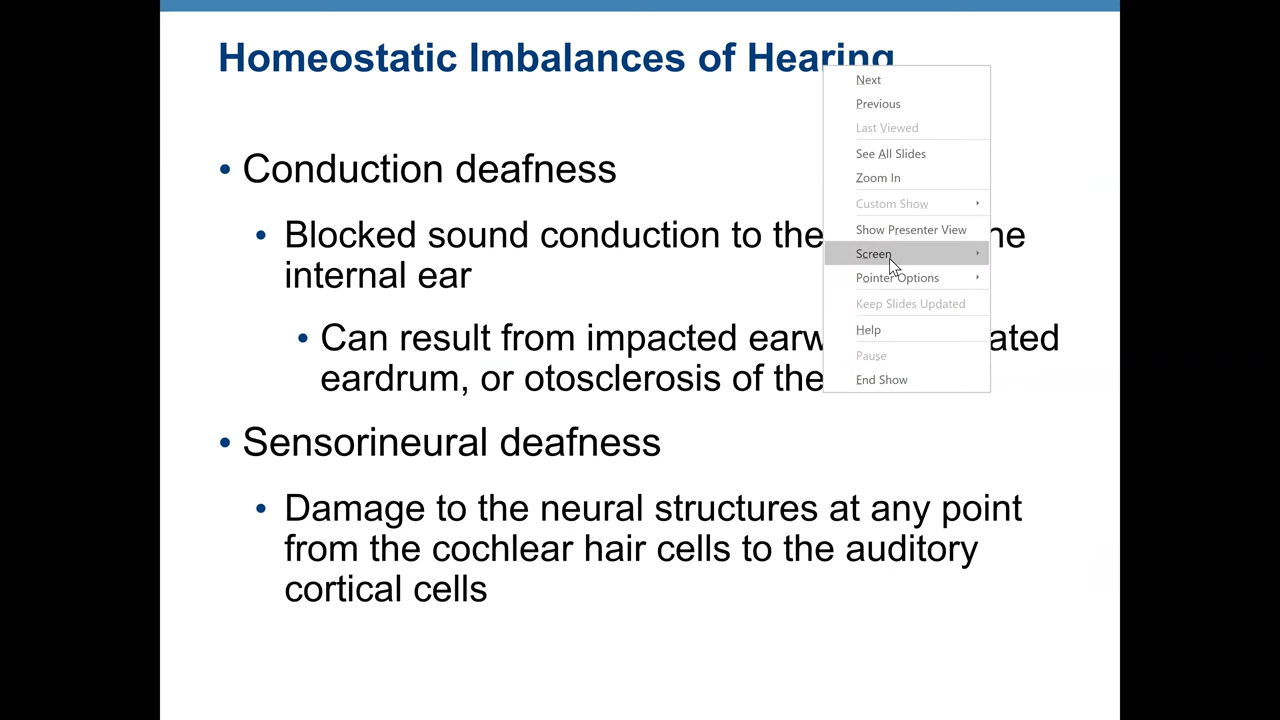 Homeostatic Imbalances of Hearing
• Conduction deafness
• Blocked sound conduction to the
internal ear
• Can result from impacted
eardrum, or otosclerosis of the
• Sensorineural deafness
• Damage to the neural structures at any point
from the cochlear hair cells to the auditory
cortical cells
Next
Previous
Last Viewed
See All Slides
Zoom In
Custom Show
Show Presenter View
Screen
Pointer Options
Keep Slides Updated
Help
Pause
End Show